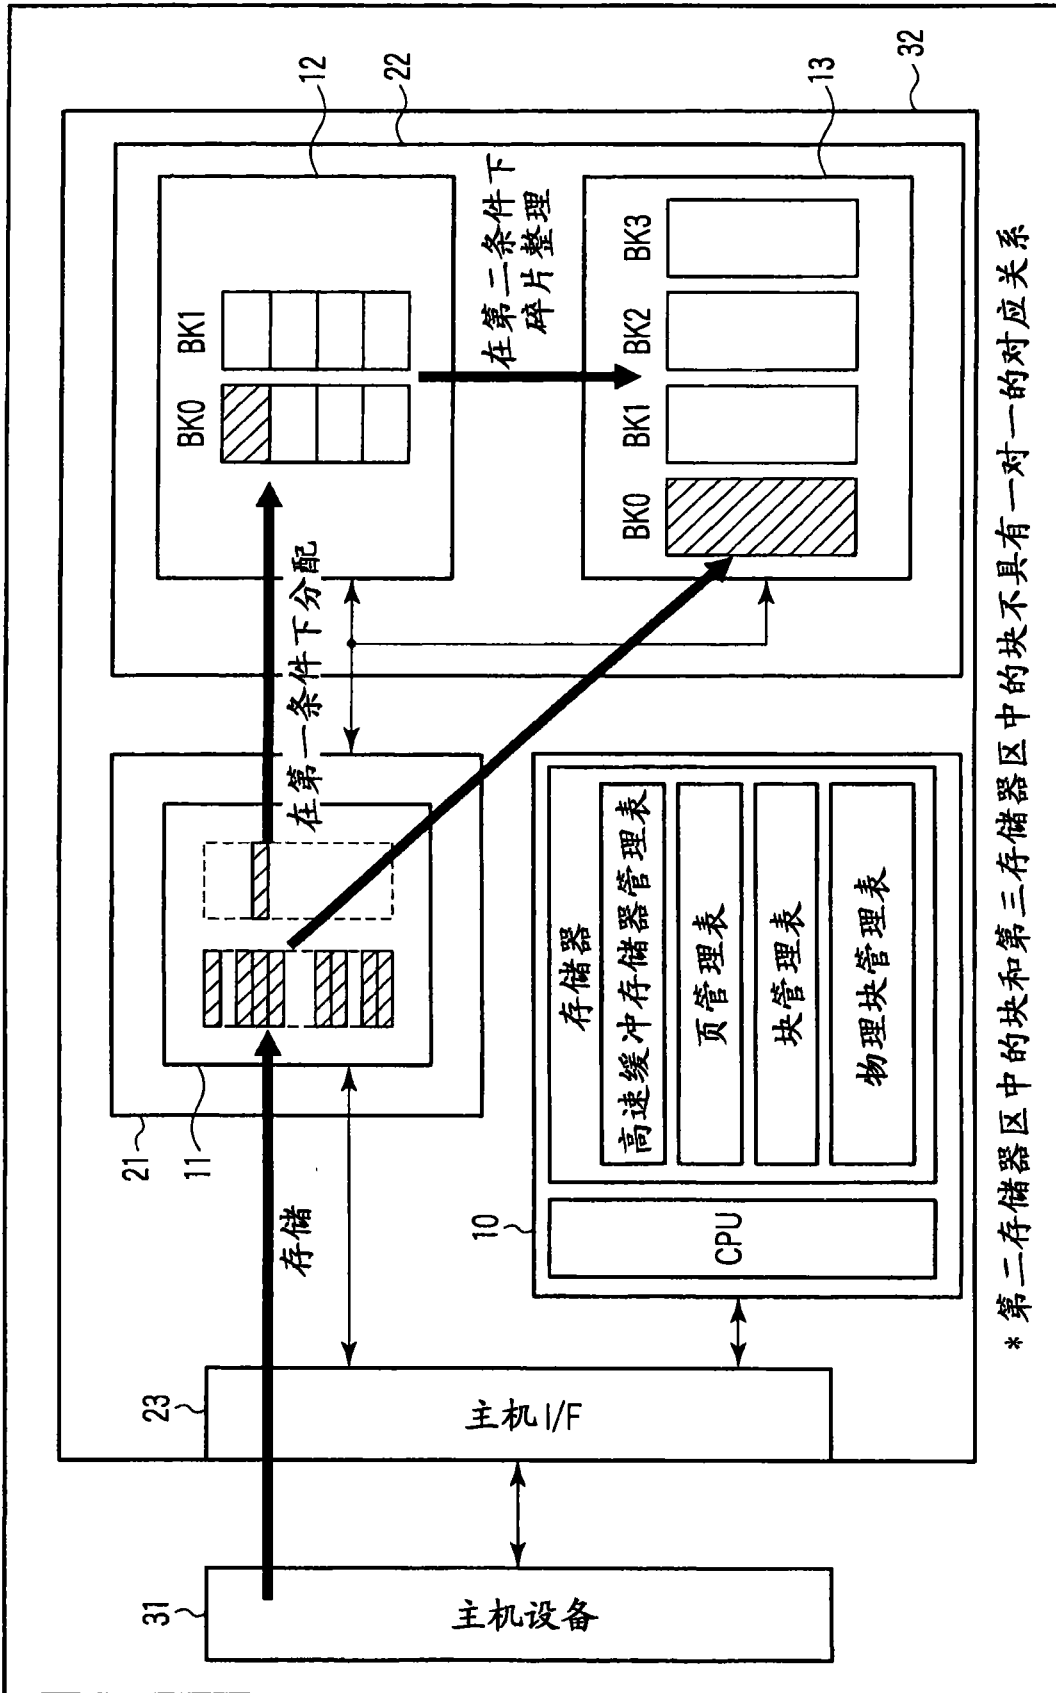 31
主机设备
23
主机 I/F
存储
21
11
10
CPU
存储器
高速缓冲存储器管理表
页管理表
块管理表
物理块管理表
在第一条件下分配
12
22
BK0
BK1
在第二条件下
碎片整理
13
BK0
BK1
BK2
BK3
32
* 第二存储器区中的块和第三存储器区中的块不具有一对一的对应关系